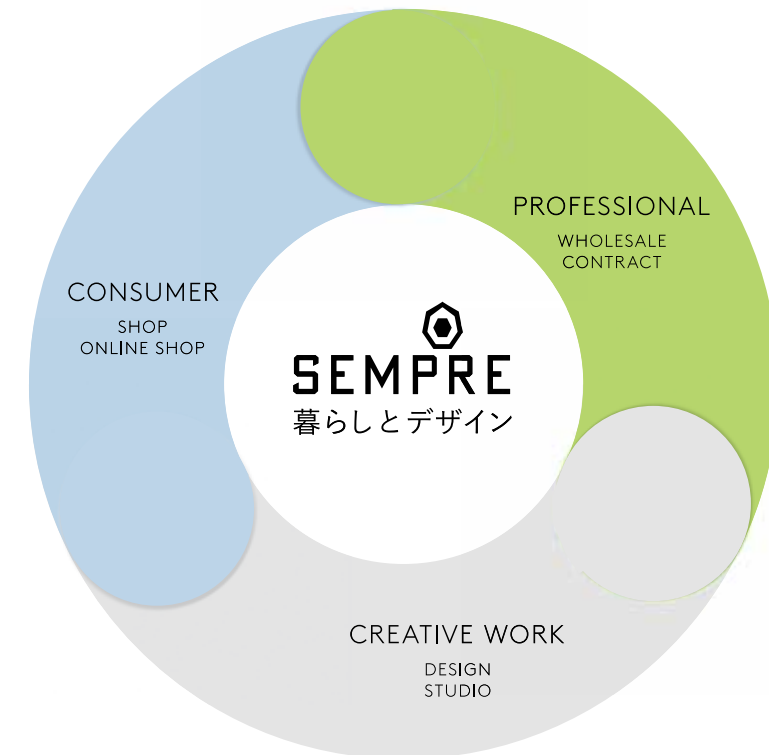 PROFESSIONAL
WHOLESALE
CONTRACT
CONSUMER
SHOP
ONLINE SHOP
SEMPRE
暮らしとデザイン
CREATIVE WORK
DESIGN
STUDIO